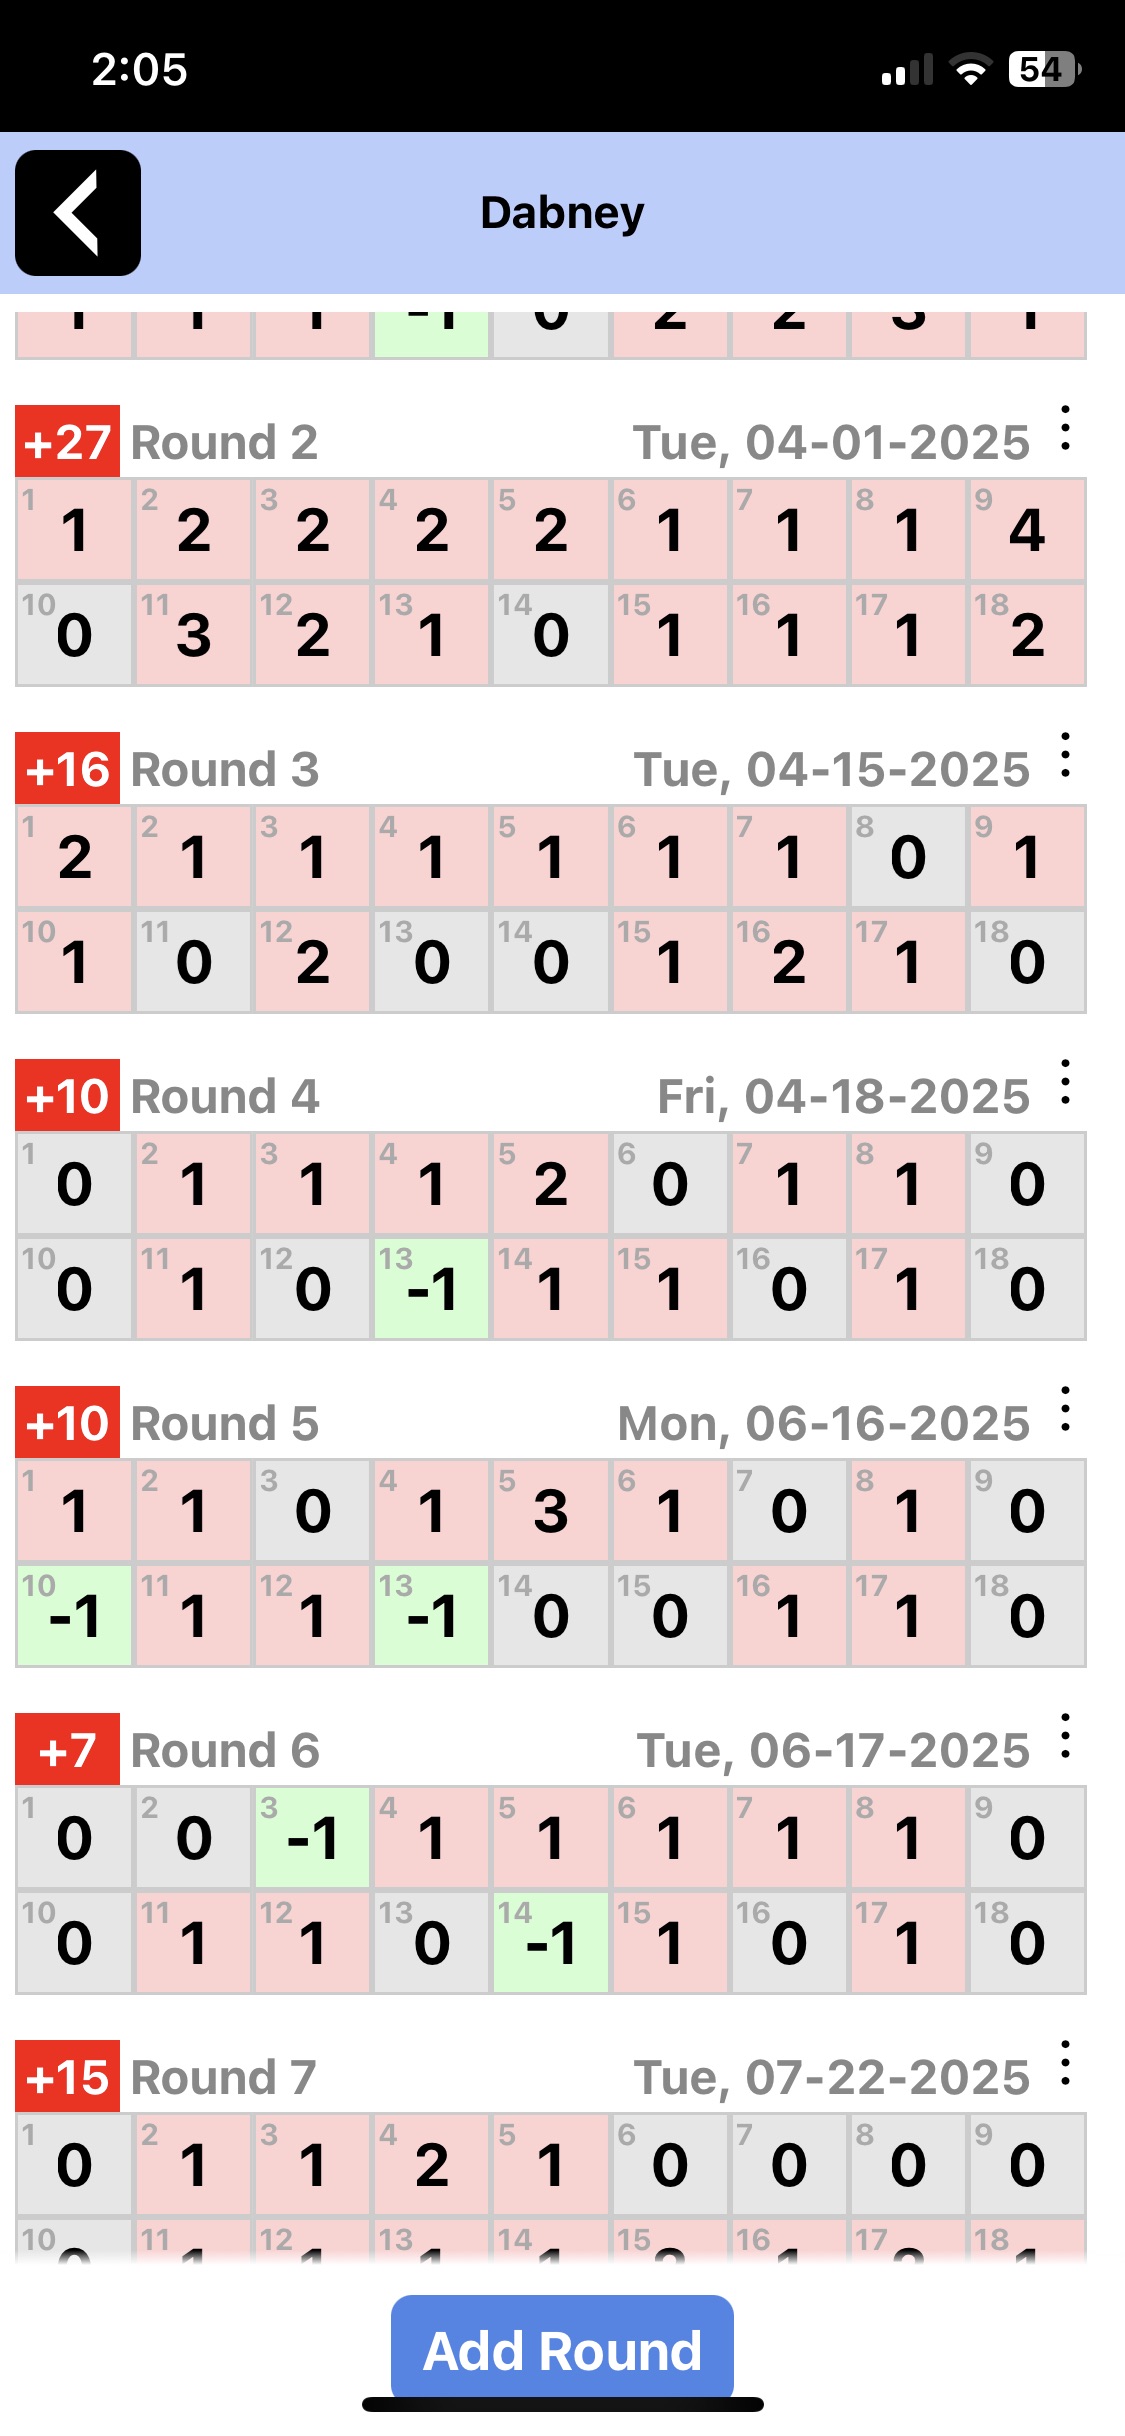 2:05 54
Dabney
1 1 1 -1 0 2 2 3 1
+27 Round 2 Tue, 04-01-2025
1 1 2 2 3 2 4 2 5 2 6 1 7 1 8 1 9 4
10 0 11 3 12 2 13 1 14 0 15 1 16 1 17 1 18 2
+16 Round 3 Tue, 04-15-2025
1 2 2 1 3 1 4 1 5 1 6 1 7 1 8 0 9 1
10 1 11 0 12 2 13 0 14 0 15 1 16 2 17 1 18 0
+10 Round 4 Fri, 04-18-2025
1 0 2 1 3 1 4 1 5 2 6 0 7 1 8 1 9 0
10 0 11 1 12 0 13 -1 14 1 15 1 16 0 17 1 18 0
+10 Round 5 Mon, 06-16-2025
1 1 2 1 3 0 4 1 5 3 6 1 7 0 8 1 9 0
10 -1 11 1 12 1 13 -1 14 0 15 0 16 1 17 1 18 0
+7 Round 6 Tue, 06-17-2025
1 0 2 0 3 -1 4 1 5 1 6 1 7 1 8 1 9 0
10 0 11 1 12 1 13 0 14 -1 15 1 16 0 17 1 18 0
+15 Round 7 Tue, 07-22-2025
1 0 2 1 3 1 4 2 5 1 6 0 7 0 8 0 9 0
10 11 12 13 14 15 16 17 18
Add Round